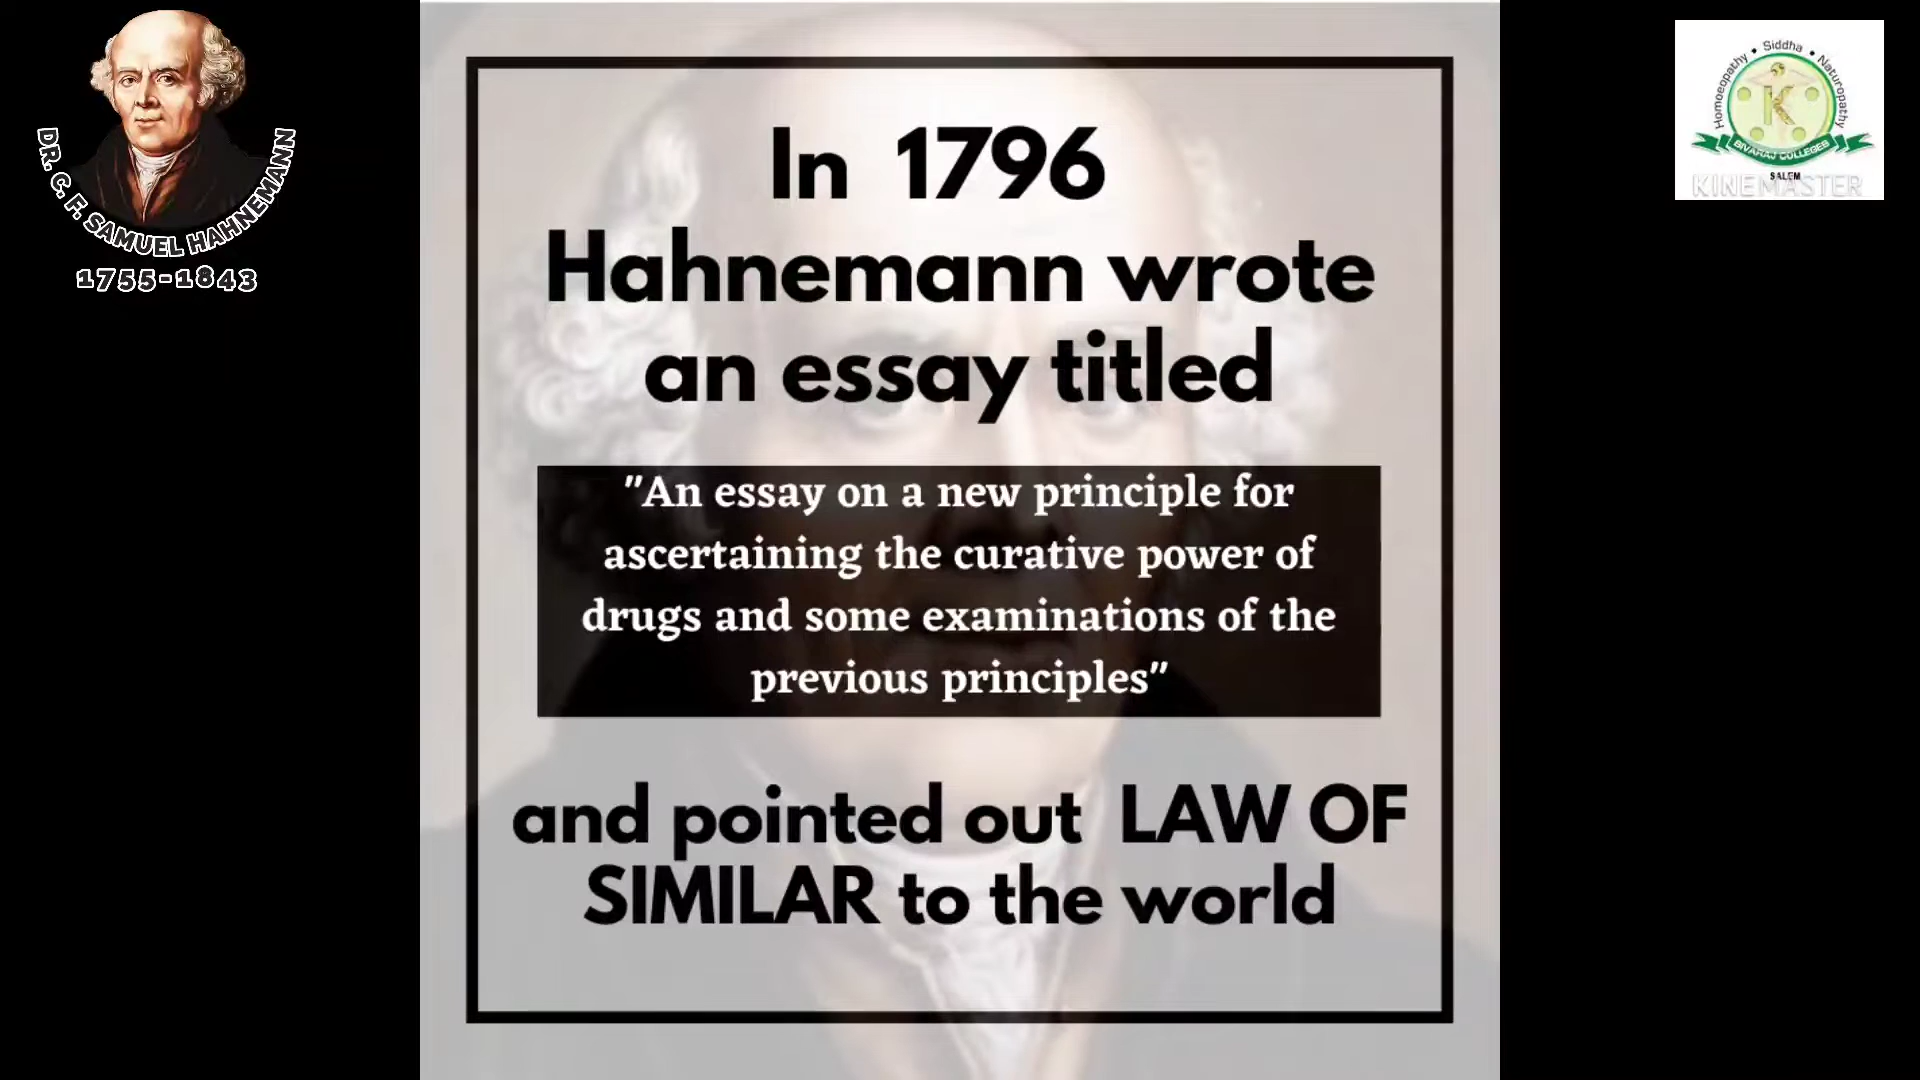 DR. C. F. SAMUEL HAHNEMANN
1755-1843
In 1796
Hahnemann wrote
an essay titled
"An essay on a new principle for
ascertaining the curative power of
drugs and some examinations of the
previous principles"
and pointed out LAW OF
SIMILAR to the world
Homoeopathy • Siddha • Naturopathy
K
SIVARAJ COLLEGES
SALEM
KINEMASTER